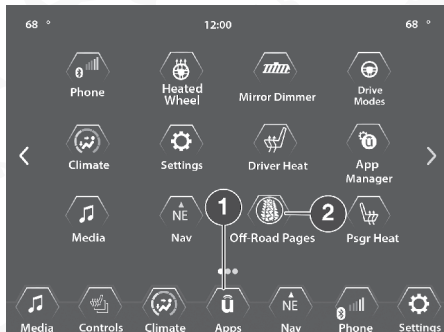 68 ° 12:00 68 °
Phone
Heated
Wheel
Mirror Dimmer
Drive
Modes
Climate
Settings
Driver Heat
App
Manager
NE
1
2
Media
Nav
Off-Road Pages
Psgr Heat
û
NE
Media Controls Climate Apps Nav Phone Settings